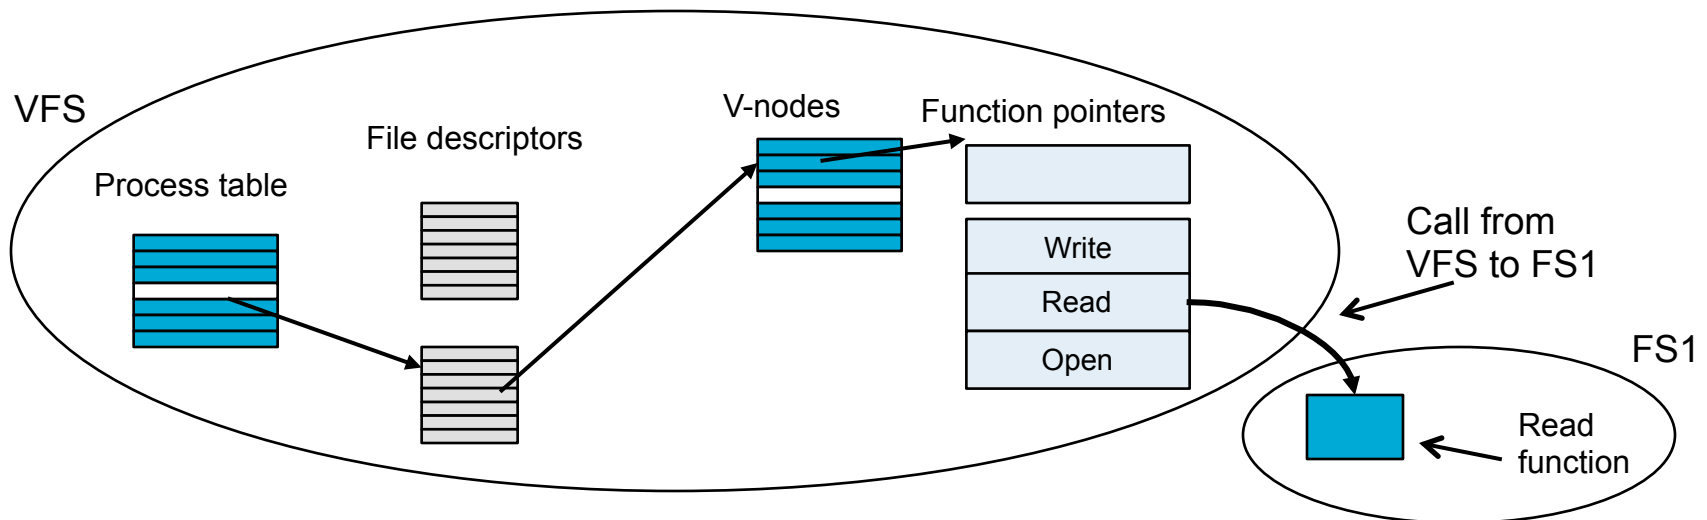 VFS
Process table
File descriptors
V-nodes
Function pointers
Write
Read
Open
Call from
VFS to FS1
FS1
Read
function